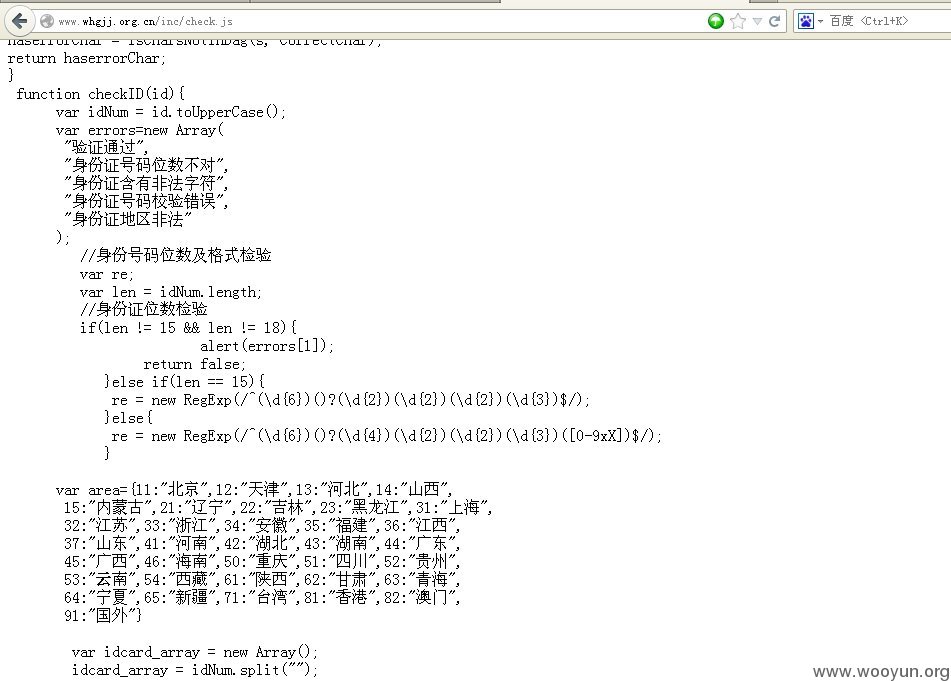 www.whgjj.org.cn/inc/check.js
百度 <Ctrl+K>
haserrorChar = isCharsNotInBag(s, CorrectChar);
return haserrorChar;
}
function checkID(id){
var idNum = id.toUpperCase();
var errors=new Array(
"验证通过",
"身份证号码位数不对",
"身份证含有非法字符",
"身份证号码校验错误",
"身份证地区非法"
);
//身份号码位数及格式检验
var re;
var len = idNum.length;
//身份证位数检验
if(len != 15 && len != 18){
alert(errors[1]);
return false;
}else if(len == 15){
re = new RegExp(/^(\d{6})()?(\d{2})(\d{2})(\d{2})(\d{3})$/);
}else{
re = new RegExp(/^(\d{6})()?(\d{4})(\d{2})(\d{2})(\d{3})([0-9xX])$/);
}
var area={11:"北京",12:"天津",13:"河北",14:"山西",
15:"内蒙古",21:"辽宁",22:"吉林",23:"黑龙江",31:"上海",
32:"江苏",33:"浙江",34:"安徽",35:"福建",36:"江西",
37:"山东",41:"河南",42:"湖北",43:"湖南",44:"广东",
45:"广西",46:"海南",50:"重庆",51:"四川",52:"贵州",
53:"云南",54:"西藏",61:"陕西",62:"甘肃",63:"青海",
64:"宁夏",65:"新疆",71:"台湾",81:"香港",82:"澳门",
91:"国外"}
var idcard_array = new Array();
idcard_array = idNum.split("");
www.wooyun.org